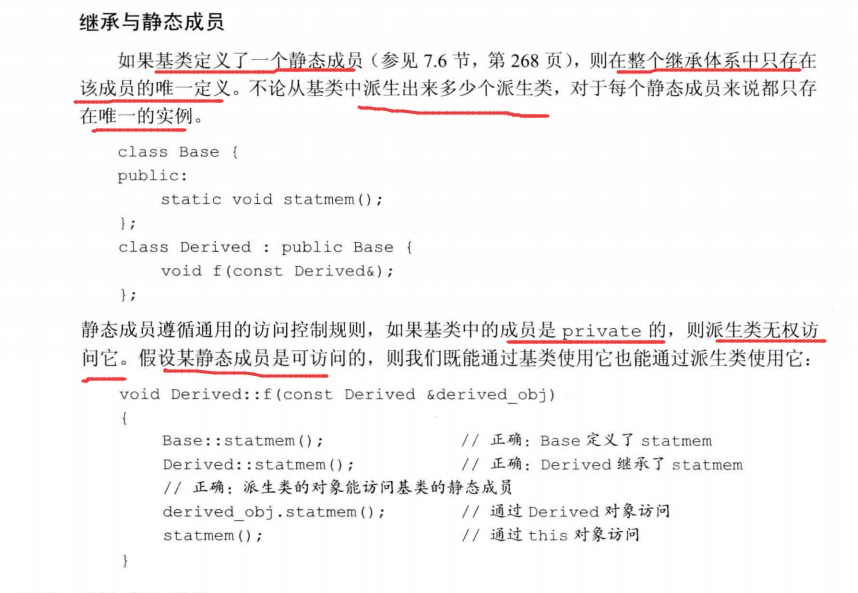 继承与静态成员
如果基类定义了一个静态成员（参见 7.6 节，第 268 页），则在整个继承体系中只存在
该成员的唯一定义。不论从基类中派生出来多少个派生类，对于每个静态成员来说都只存
在唯一的实例。
class Base {
public:
static void statmem();
};
class Derived : public Base {
void f(const Derived&);
};
静态成员遵循通用的访问控制规则，如果基类中的成员是 private 的，则派生类无权访
问它。假设某静态成员是可访问的，则我们既能通过基类使用它也能通过派生类使用它：
void Derived::f(const Derived &derived_obj)
{
Base::statmem(); // 正确：Base 定义了 statmem
Derived::statmem(); // 正确：Derived 继承了 statmem
// 正确：派生类的对象能访问基类的静态成员
derived_obj.statmem(); // 通过 Derived 对象访问
statmem(); // 通过 this 对象访问
}